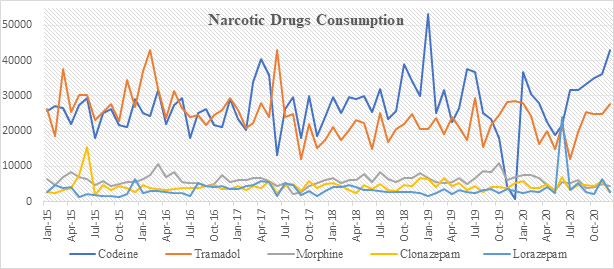 Narcotic Drugs Consumption
50000
40000
30000
20000
10000
0
Jan-15 Apr-15 Jul-15 Oct-15 Jan-16 Apr-16 Jul-16 Oct-16 Jan-17 Apr-17 Jul-17 Oct-17 Jan-18 Apr-18 Jul-18 Oct-18 Jan-19 Apr-19 Jul-19 Oct-19 Jan-20 Apr-20 Jul-20 Oct-20
Codeine Tramadol Morphine Clonazepam Lorazepam